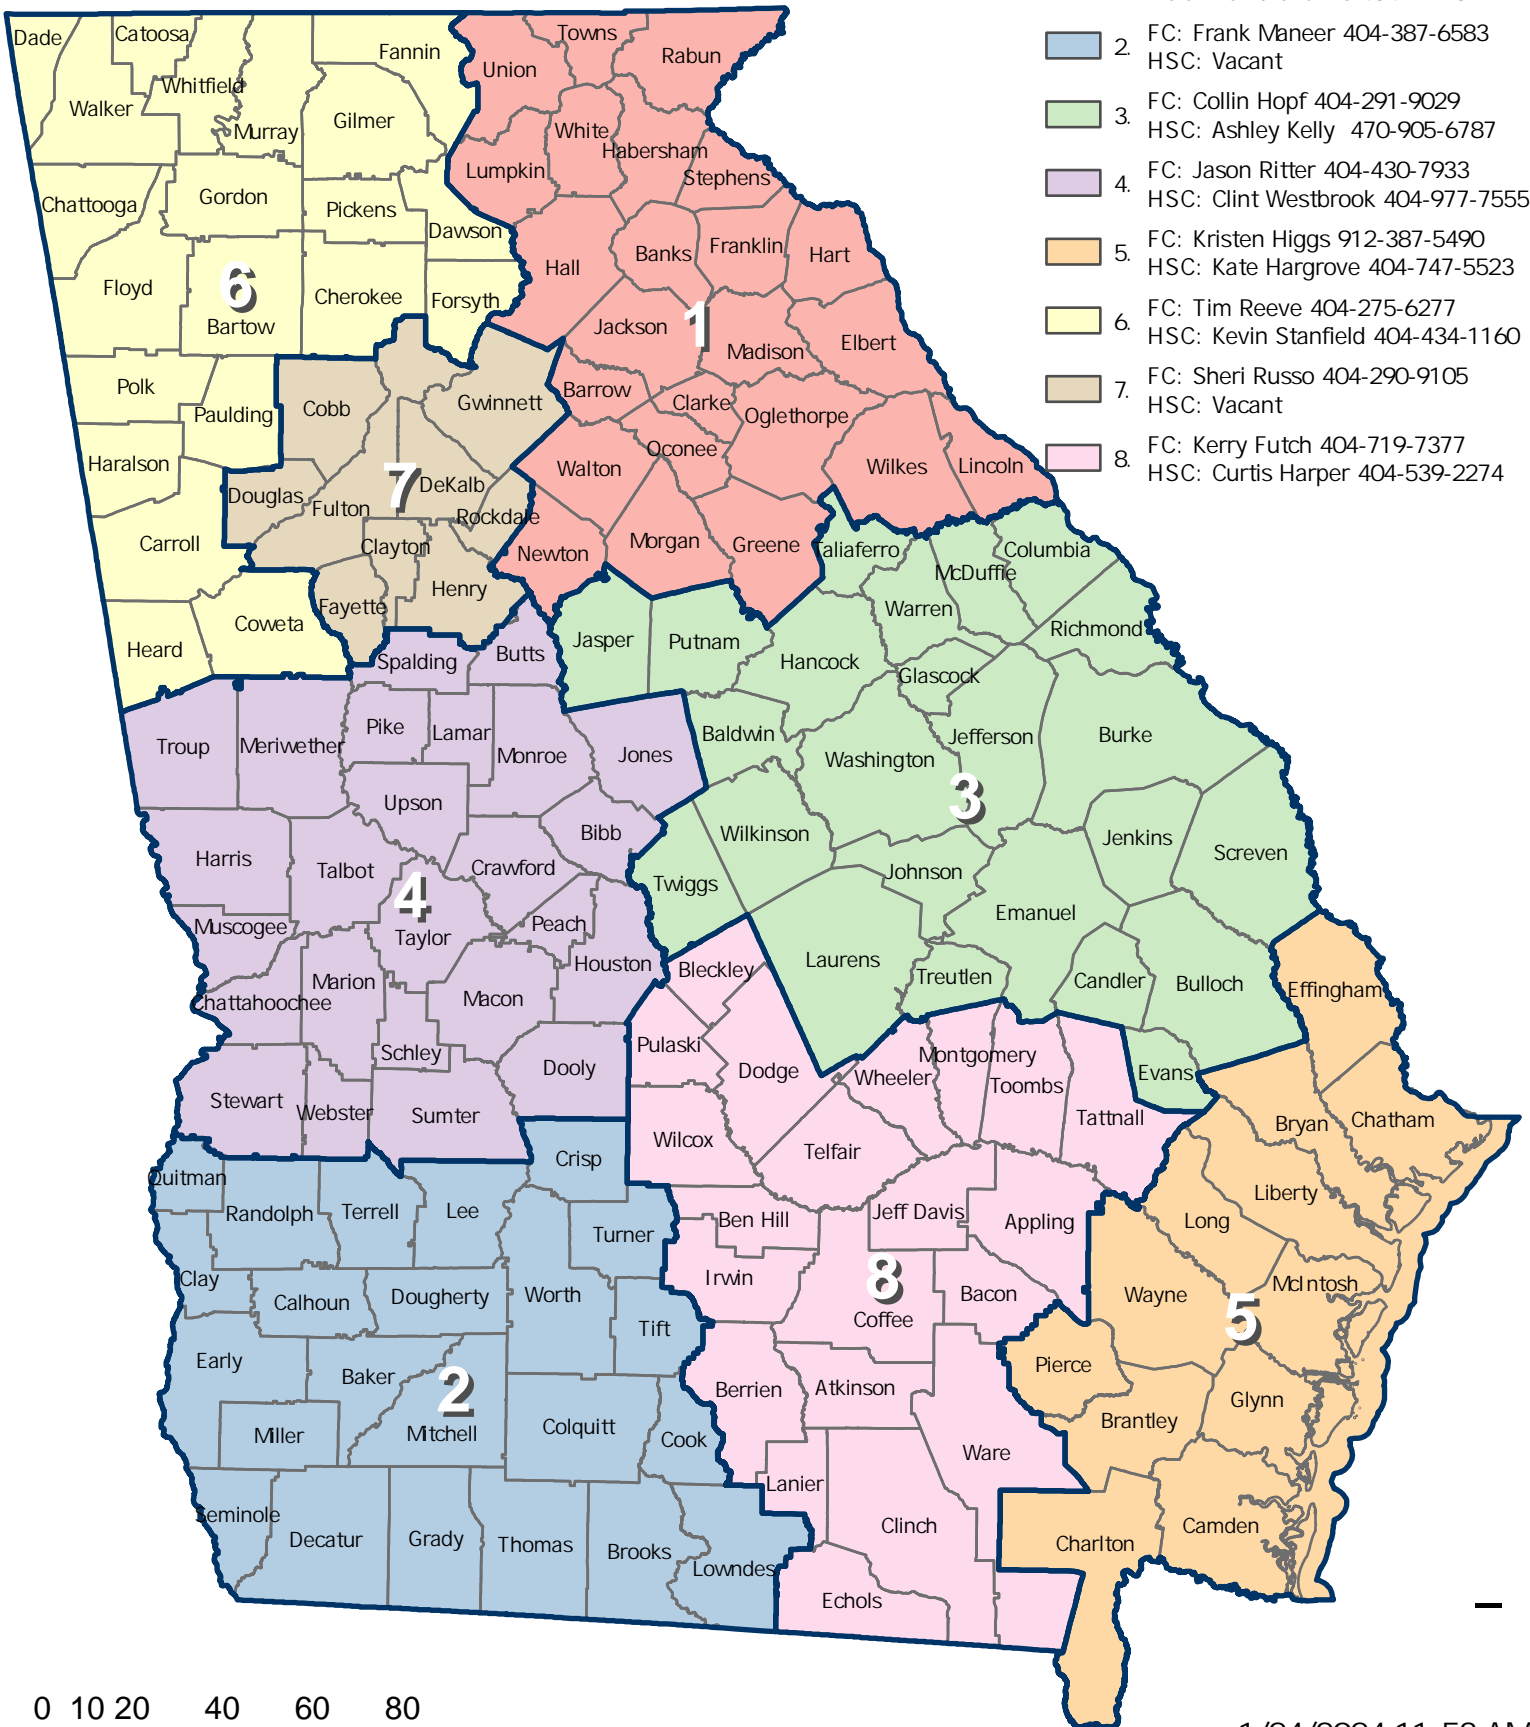 2. FC: Frank Maneer 404-387-6583
HSC: Vacant
3. FC: Collin Hopf 404-291-9029
HSC: Ashley Kelly 470-905-6787
4. FC: Jason Ritter 404-430-7933
HSC: Clint Westbrook 404-977-7555
5. FC: Kristen Higgs 912-387-5490
HSC: Kate Hargrove 404-747-5523
6. FC: Tim Reeve 404-275-6277
HSC: Kevin Stanfield 404-434-1160
7. FC: Sheri Russo 404-290-9105
HSC: Vacant
8. FC: Kerry Futch 404-719-7377
HSC: Curtis Harper 404-539-2274
Dade
Catoosa
Fannin
Towns
Union
Rabun
Walker
Whitfield
Murray
Gilmer
White
Habersham
Lumpkin
Stephens
Chattooga
Gordon
Pickens
Dawson
Banks
Franklin
Hart
Hall
Floyd
6
Bartow
Cherokee
Forsyth
Jackson
1
Madison
Elbert
Polk
Paulding
Cobb
Gwinnett
Barrow
Clarke
Oglethorpe
Haralson
Oconee
Walton
Wilkes
Lincoln
7
Douglas
Fulton
DeKalb
Rockdale
Carroll
Clayton
Newton
Morgan
Greene
Taliaferro
Columbia
McDuffie
Henry
Fayette
Warren
Coweta
Richmond
Heard
Jasper
Putnam
Butts
Spalding
Hancock
Glascock
Troup
Meriwether
Pike
Lamar
Monroe
Jones
Baldwin
Washington
Jefferson
Burke
3
Upson
Bibb
Wilkinson
Jenkins
Screven
Harris
Talbot
Crawford
Twiggs
Johnson
4
Emanuel
Muscogee
Taylor
Peach
Houston
Laurens
Treutlen
Candler
Bulloch
Effingham
Bleckley
Marion
Macon
Chattahoochee
Schley
Dooly
Pulaski
Dodge
Montgomery
Wheeler
Toombs
Evans
Tattnall
Stewart
Webster
Sumter
Bryan
Chatham
Wilcox
Telfair
Crisp
Quitman
Randolph
Terrell
Lee
Turner
Ben Hill
Jeff Davis
Appling
Long
Liberty
Clay
Calhoun
Dougherty
Worth
Irwin
8
Bacon
Wayne
McIntosh
Coffee
5
Tift
Early
Baker
2
Mitchell
Berrien
Atkinson
Pierce
Glynn
Brantley
Miller
Colquitt
Cook
Ware
Lanier
Seminole
Decatur
Grady
Thomas
Brooks
Lowndes
Clinch
Charlton
Camden
Echols
0 10 20 40 60 80